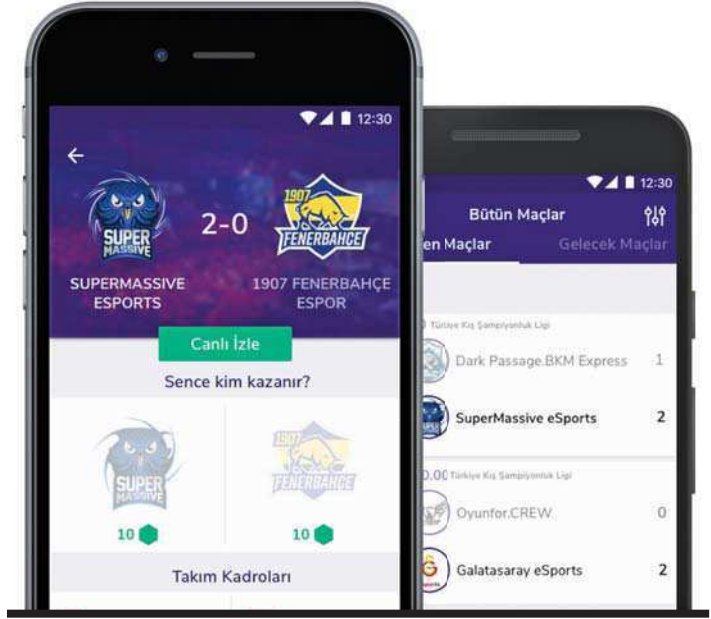 12:30
SUPER
MASSIVE
2-0
1907
FENERBAHÇE
SUPERMASSIVE
ESPORTS
1907 FENERBAHÇE
ESPOR
Canlı İzle
Sence kim kazanır?
SUPER
MASSIVE
1907
FENERBAHÇE
10
10
Takım Kadroları
12:30
Bütün Maçlar
en Maçlar
Gelecek Maçlar
Türkiye Kış Şampiyonluk Ligi
Dark Passage.BKM Express
1
SuperMassive eSports
2
0.00 Türkiye Kış Şampiyonluk Ligi
Oyunfor.CREW
0
Galatasaray eSports
2